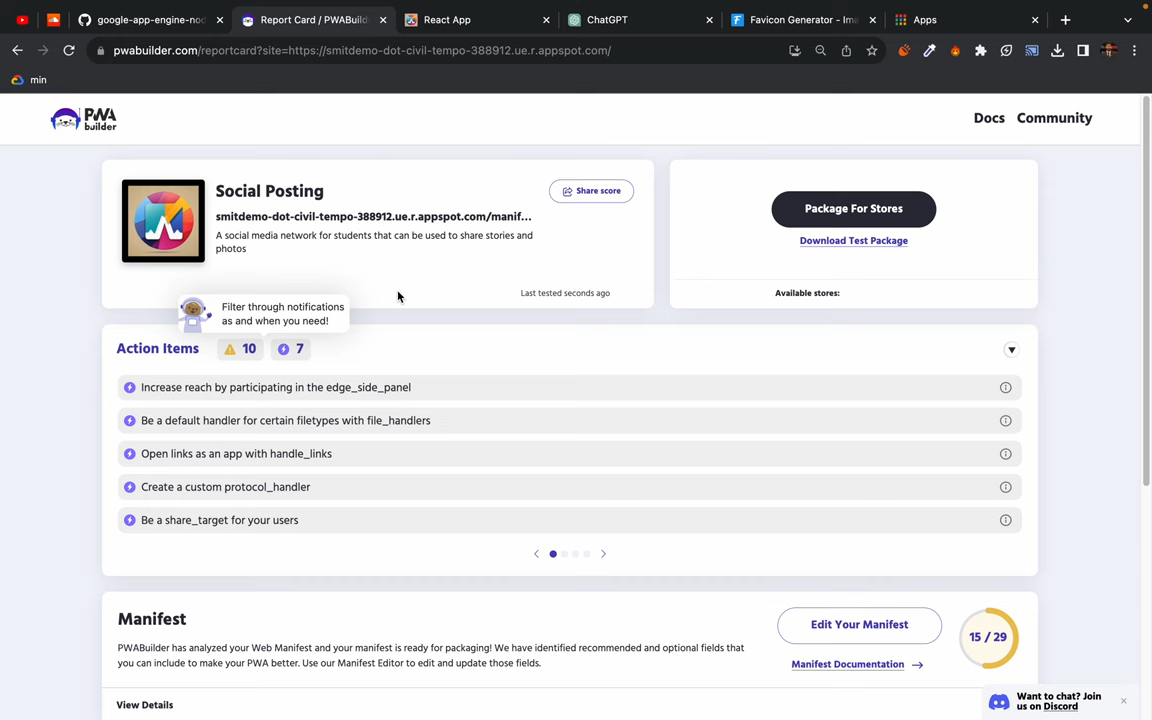 google-app-engine-nod
Report Card / PWABuil
React App
ChatGPT
Favicon Generator - Ima
Apps
pwabuilder.com/reportcard?site=https://smitdemo-dot-civil-tempo-388912.ue.r.appspot.com/
min
PWA
builder
Docs
Community
Social Posting
Share score
smitdemo-dot-civil-tempo-388912.ue.r.appspot.com/manif...
A social media network for students that can be used to share stories and
photos
Last tested seconds ago
Package For Stores
Download Test Package
Available stores:
Filter through notifications
as and when you need!
Action Items
10
7
Increase reach by participating in the edge_side_panel
Be a default handler for certain filetypes with file_handlers
Open links as an app with handle_links
Create a custom protocol_handler
Be a share_target for your users
Manifest
PWABuilder has analyzed your Web Manifest and your manifest is ready for packaging! We have identified recommended and optional fields that
you can include to make your PWA better. Use our Manifest Editor to edit and update those fields.
Edit Your Manifest
Manifest Documentation
15 / 29
View Details
Want to chat? Join
us on Discord